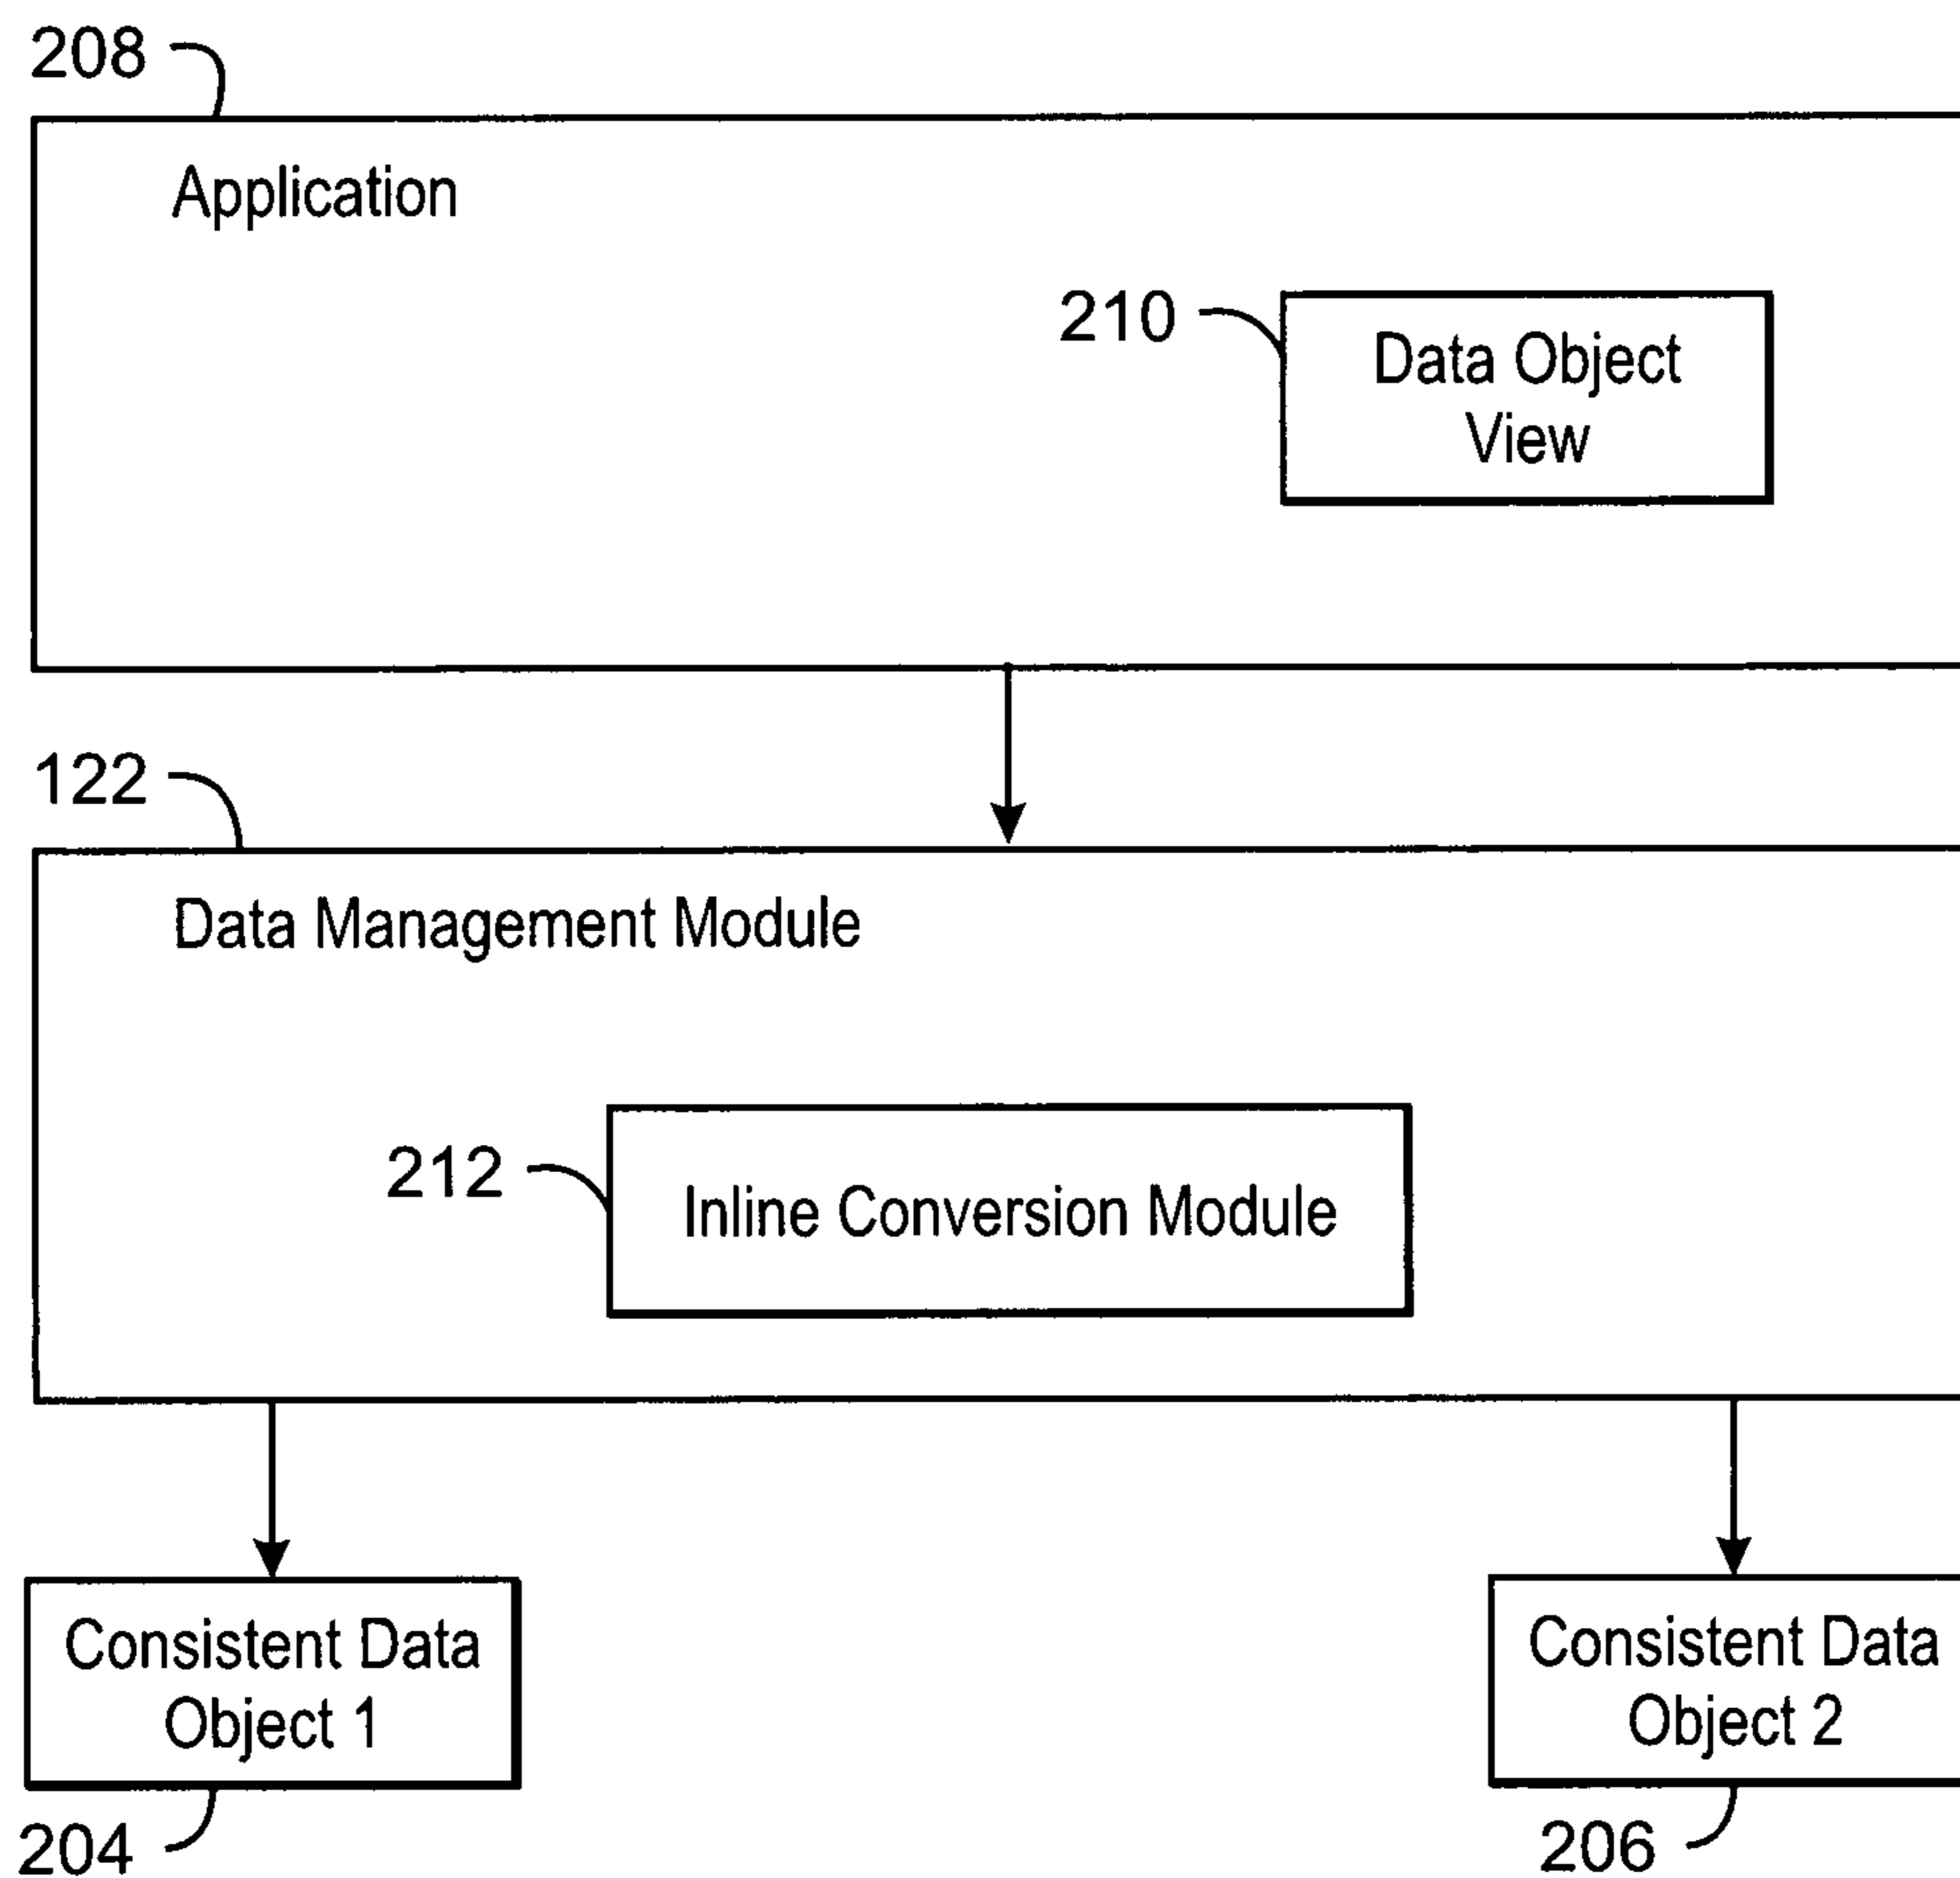 208
Application
210
Data Object
View
122
Data Management Module
212
Inline Conversion Module
Consistent Data
Object 1
Consistent Data
Object 2
204
206